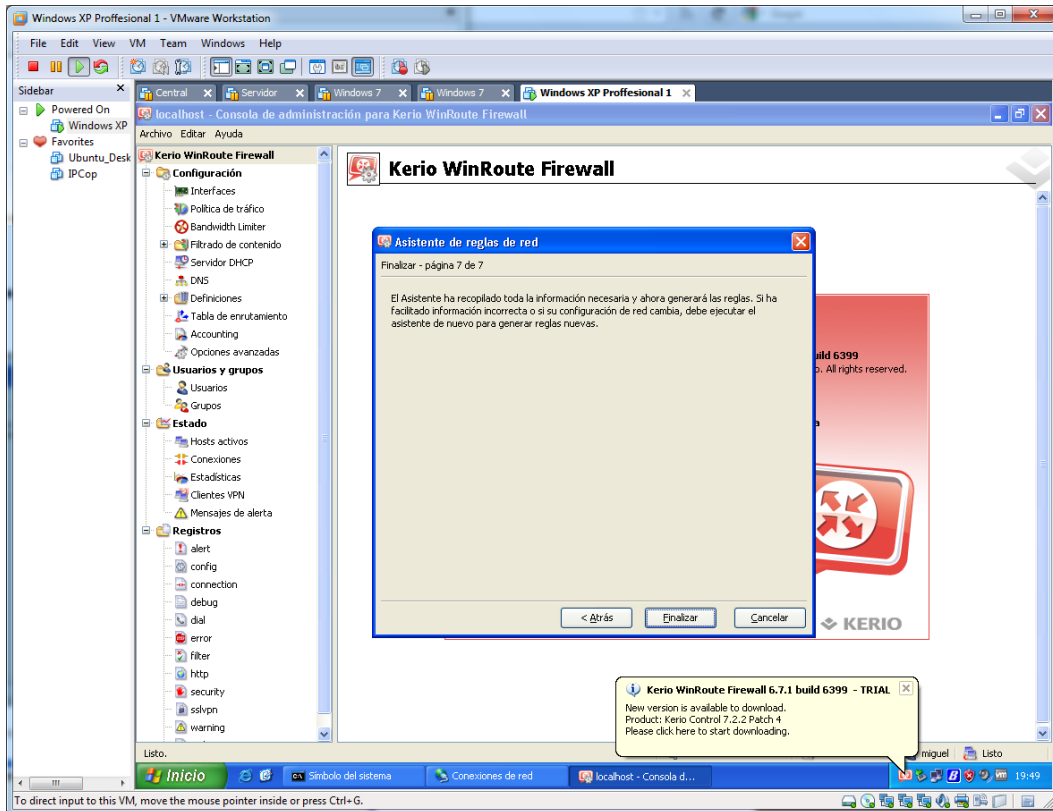 Windows XP Proffesional 1 - VMware Workstation
File Edit View VM Team Windows Help
Sidebar
Powered On
Windows XP
Favorites
Ubuntu_Desk
IPCop
Central
Servidor
Windows 7
Windows 7
Windows XP Proffesional 1
localhost - Consola de administración para Kerio WinRoute Firewall
Archivo Editar Ayuda
Kerio WinRoute Firewall
Configuración
Interfaces
Política de tráfico
Bandwidth Limiter
Filtrado de contenido
Servidor DHCP
DNS
Definiciones
Tabla de enrutamiento
Accounting
Opciones avanzadas
Usuarios y grupos
Usuarios
Grupos
Estado
Hosts activos
Conexiones
Estadísticas
Clientes VPN
Mensajes de alerta
Registros
alert
config
connection
debug
dial
error
filter
http
security
sslvpn
warning
Kerio WinRoute Firewall
Asistente de reglas de red
Finalizar - página 7 de 7
El Asistente ha recopilado toda la información necesaria y ahora generará las reglas. Si ha
facilitado información incorrecta o si su configuración de red cambia, debe ejecutar el
asistente de nuevo para generar reglas nuevas.
< Atrás
Finalizar
Cancelar
uild 6399
. All rights reserved.
KERIO
Kerio WinRoute Firewall 6.7.1 build 6399 - TRIAL
New version is available to download.
Product: Kerio Control 7.2.2 Patch 4
Please click here to start downloading.
Listo.
miguel
Listo
Inicio
Símbolo del sistema
Conexiones de red
localhost - Consola d...
19:49
To direct input to this VM, move the mouse pointer inside or press Ctrl+G.